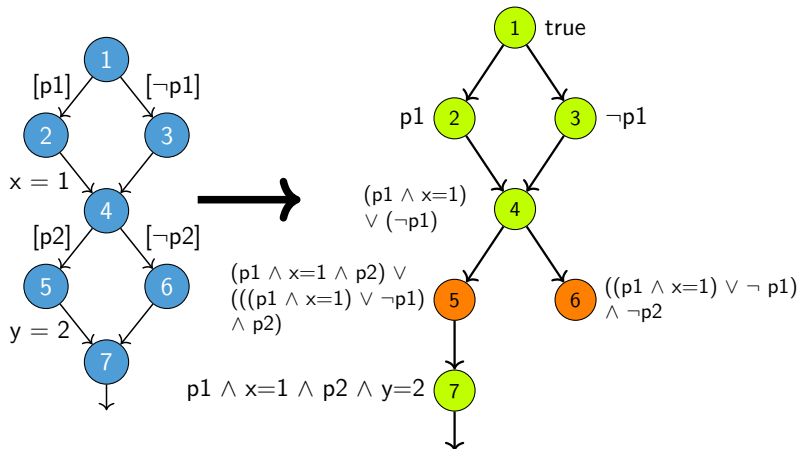 1
[p1]
[¬p1]
2
3
x = 1
4
[p2]
[¬p2]
5
6
y = 2
7
1
true
p1
2
3
¬p1
(p1 ∧ x=1)
∨ (¬p1)
4
(p1 ∧ x=1 ∧ p2) ∨
(((p1 ∧ x=1) ∨ ¬p1)
∧ p2)
5
6
((p1 ∧ x=1) ∨ ¬ p1)
∧ ¬p2
p1 ∧ x=1 ∧ p2 ∧ y=2
7